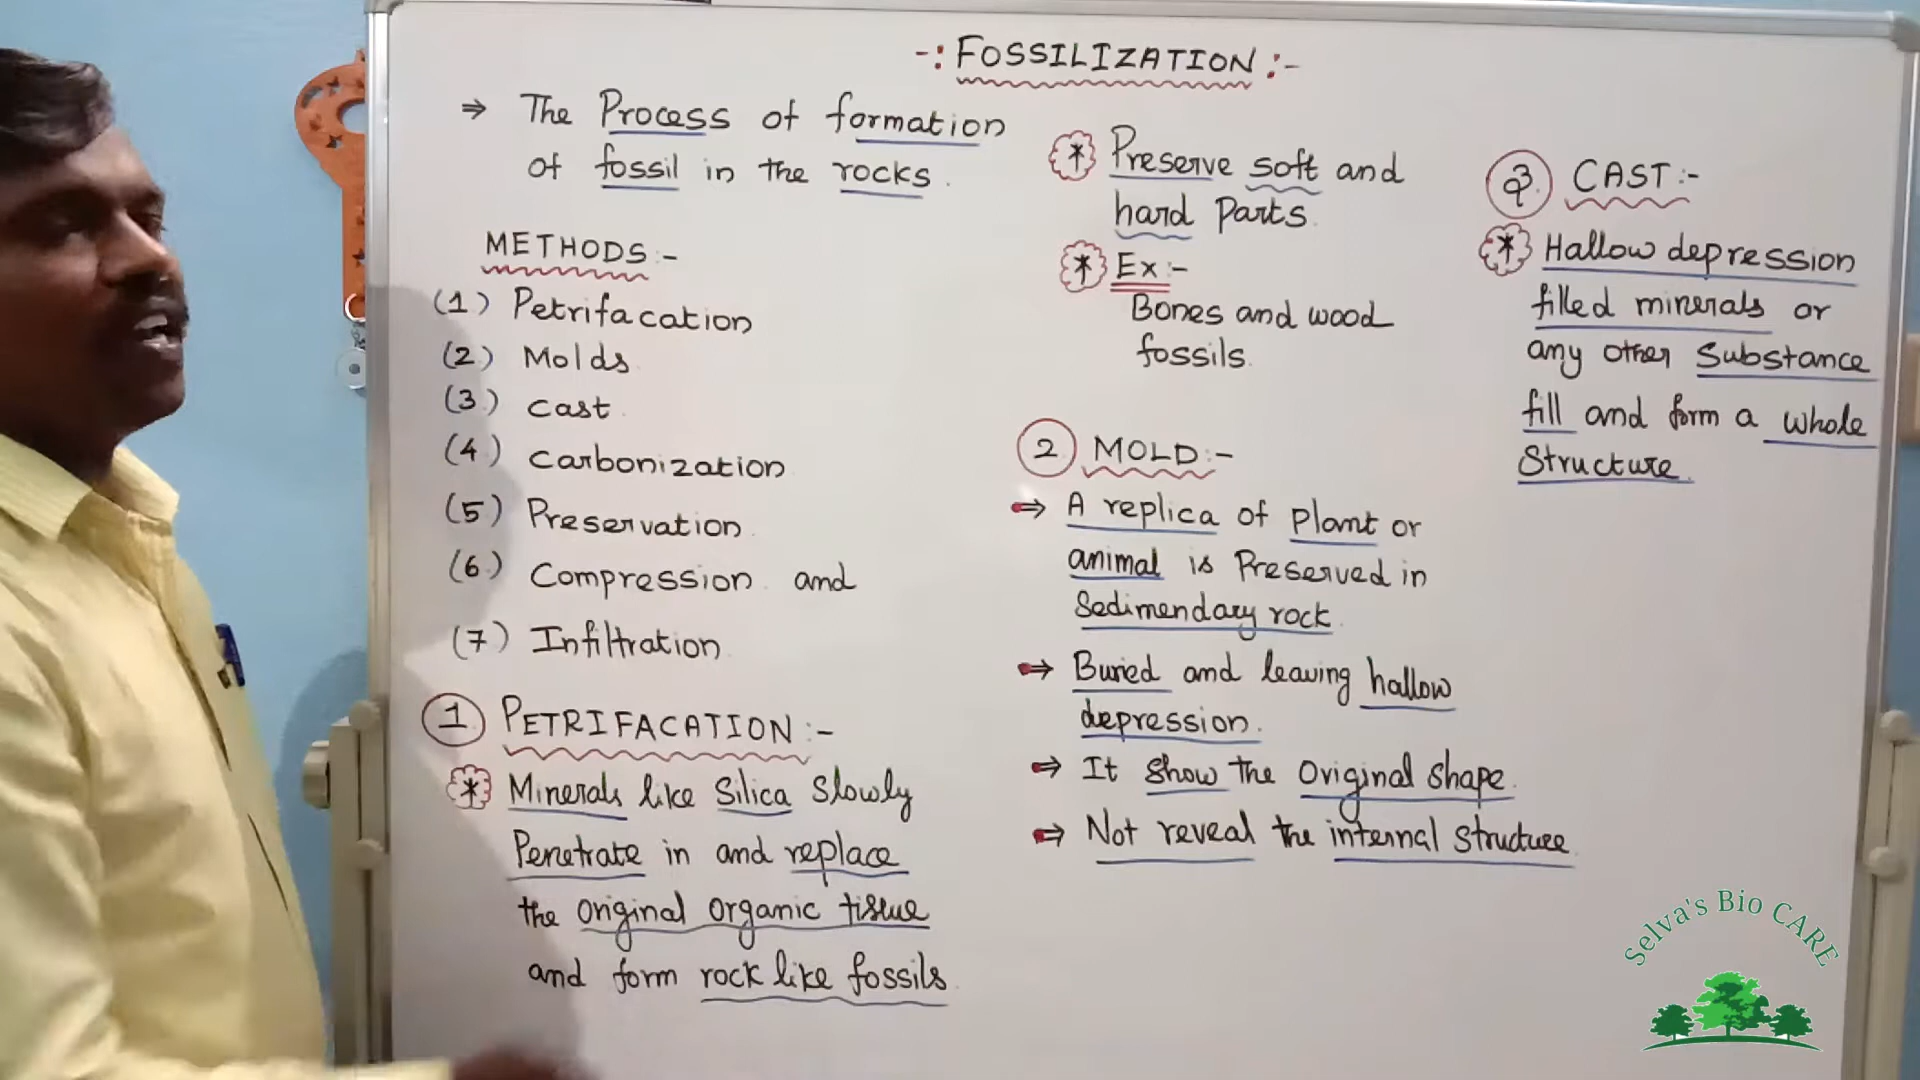 -: FOSSILIZATION :-
⇒ The Process of formation
of fossil in the rocks.
METHODS:-
(1) Petrifacation
(2) Molds
(3) Cast
(4) Carbonization
(5) Preservation
(6) Compression and
(7) Infiltration
1 PETRIFACATION:-
* Minerals like Silica Slowly
Penetrate in and replace
the Original Organic tissue
and form rock like fossils.
* Preserve soft and
hard Parts.
* Ex:-
Bones and wood
fossils.
2 MOLD:-
⇒ A replica of plant or
animal is Preserved in
Sedimendary rock.
⇒ Buried and leaving hallow
depression.
⇒ It show the Original shape.
⇒ Not reveal the internal structure.
3 CAST:-
* Hallow depression
filled minerals or
any other Substance
fill and form a whole
Structure.
Selva's Bio CARE